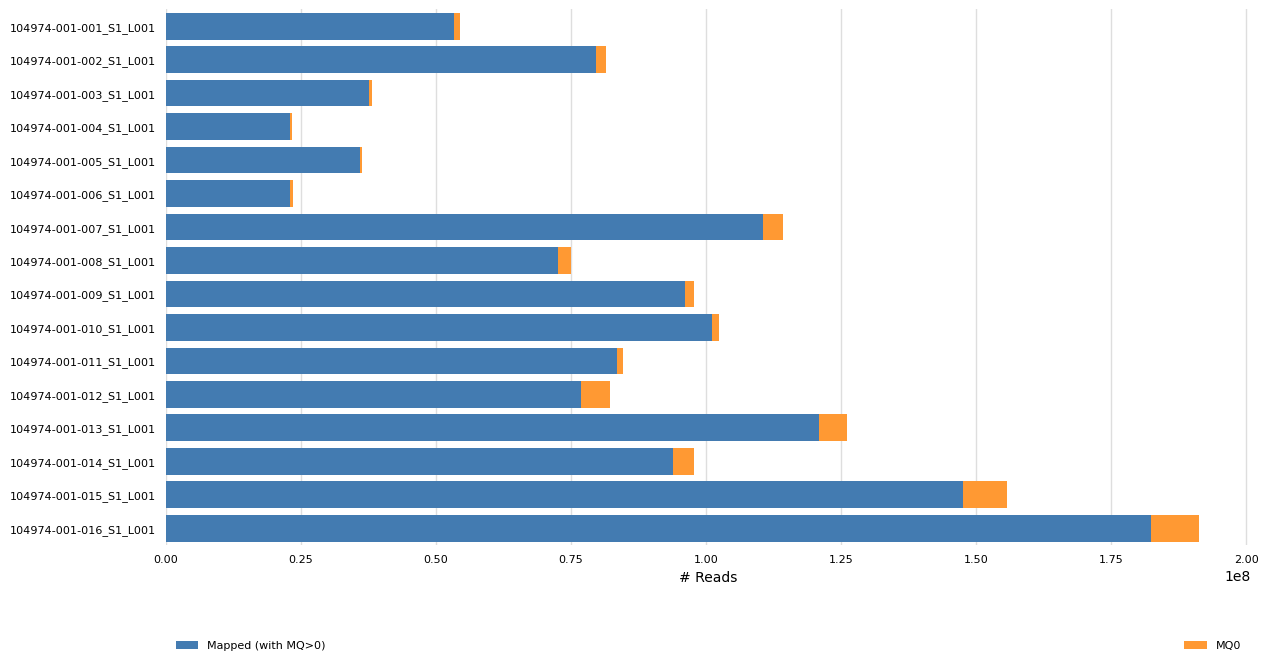 104974-001-001_S1_L001
104974-001-002_S1_L001
104974-001-003_S1_L001
104974-001-004_S1_L001
104974-001-005_S1_L001
104974-001-006_S1_L001
104974-001-007_S1_L001
104974-001-008_S1_L001
104974-001-009_S1_L001
104974-001-010_S1_L001
104974-001-011_S1_L001
104974-001-012_S1_L001
104974-001-013_S1_L001
104974-001-014_S1_L001
104974-001-015_S1_L001
104974-001-016_S1_L001
0.00 0.25 0.50 0.75 1.00 1.25 1.50 1.75 2.00
# Reads 1e8
Mapped (with MQ>0) MQ0